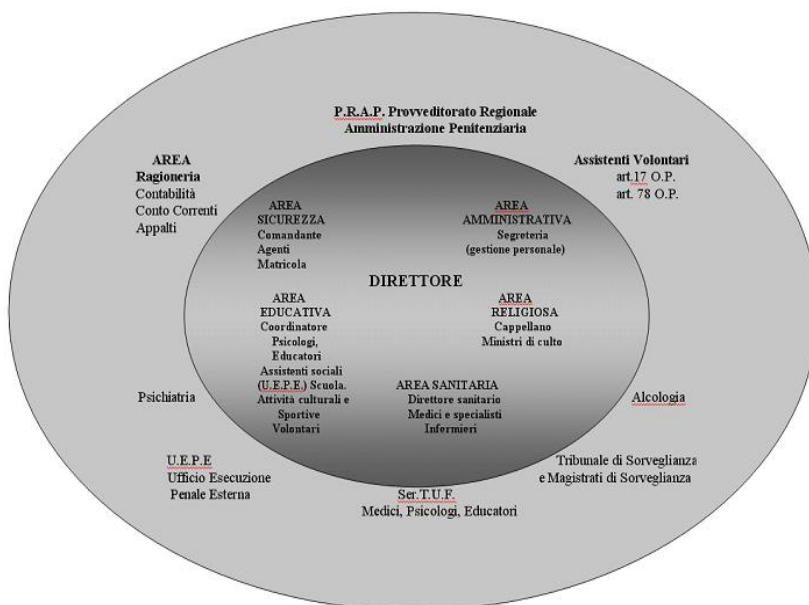 P.R.A.P. Provveditorato Regionale
Amministrazione Penitenziaria
AREA
Ragioneria
Contabilità
Conto Correnti
Appalti
Assistenti Volontari
art.17 O.P.
art. 78 O.P.
AREA
SICUREZZA
Comandante
Agenti
Matricola
AREA
AMMINISTRATIVA
Segreteria
(gestione personale)
DIRETTORE
AREA
EDUCATIVA
Coordinatore
Psicologi,
Educatori
Assistenti sociali
(U.E.P.E.) Scuola.
Attività culturali e
Sportive
Volontari
AREA
RELIGIOSA
Cappellano
Ministri di culto
AREA SANITARIA
Direttore sanitario
Medici e specialisti
Infermieri
Psichiatria
Alcologia
U.E.P.E
Ufficio Esecuzione
Penale Esterna
Ser.T.U.F.
Medici, Psicologi, Educatori
Tribunale di Sorveglianza
e Magistrati di Sorveglianza